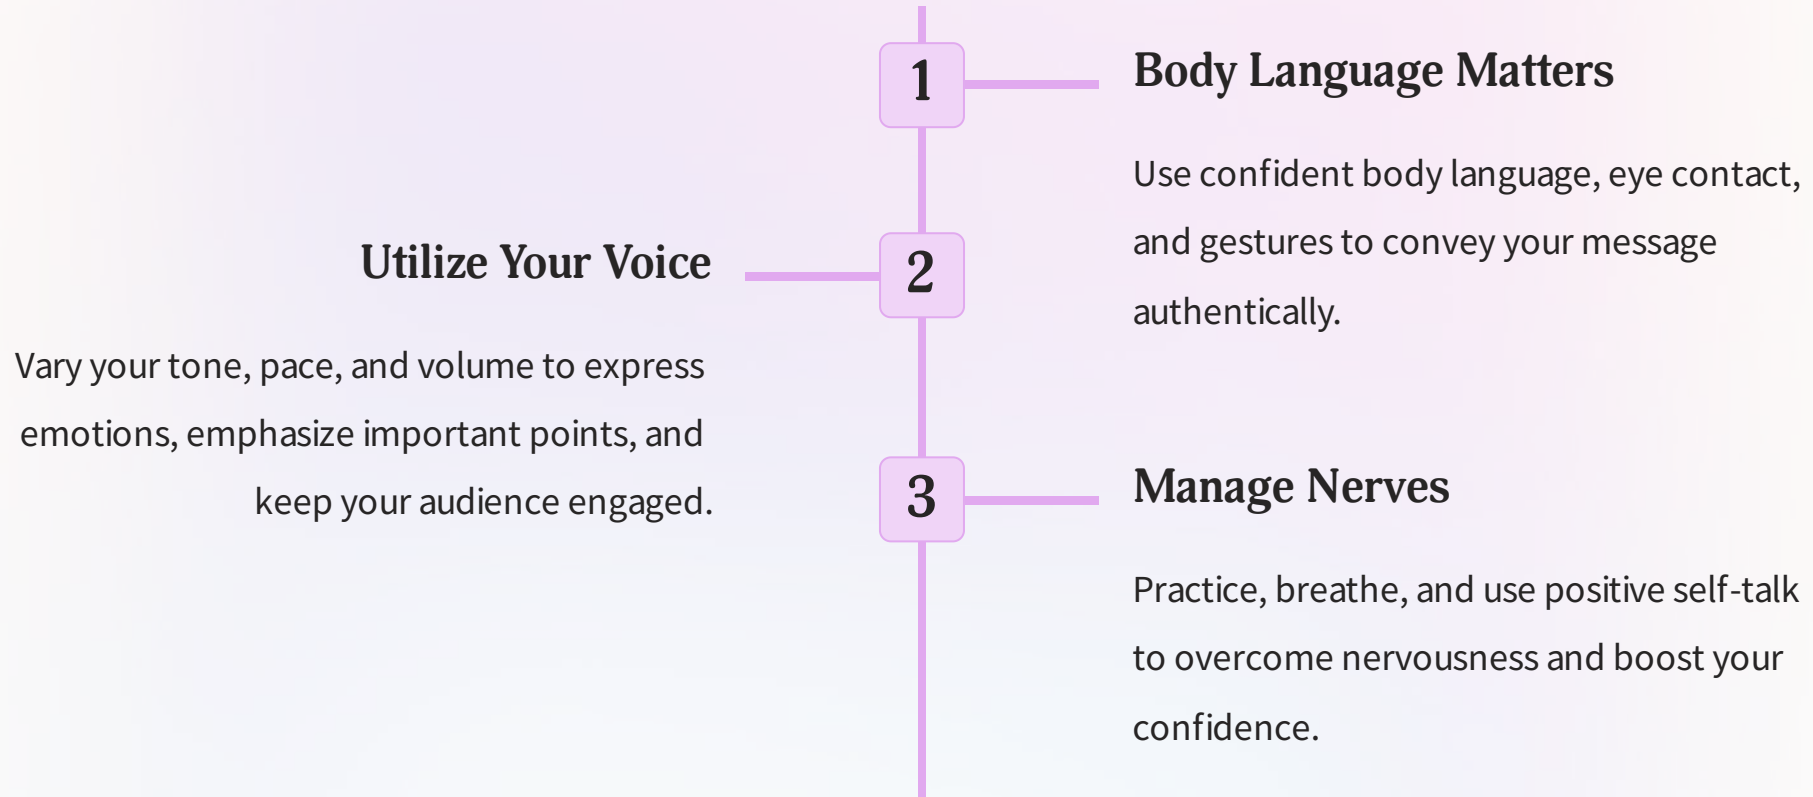 1
Body Language Matters
Use confident body language, eye contact,
and gestures to convey your message
authentically.
2
Utilize Your Voice
Vary your tone, pace, and volume to express
emotions, emphasize important points, and
keep your audience engaged.
3
Manage Nerves
Practice, breathe, and use positive self-talk
to overcome nervousness and boost your
confidence.